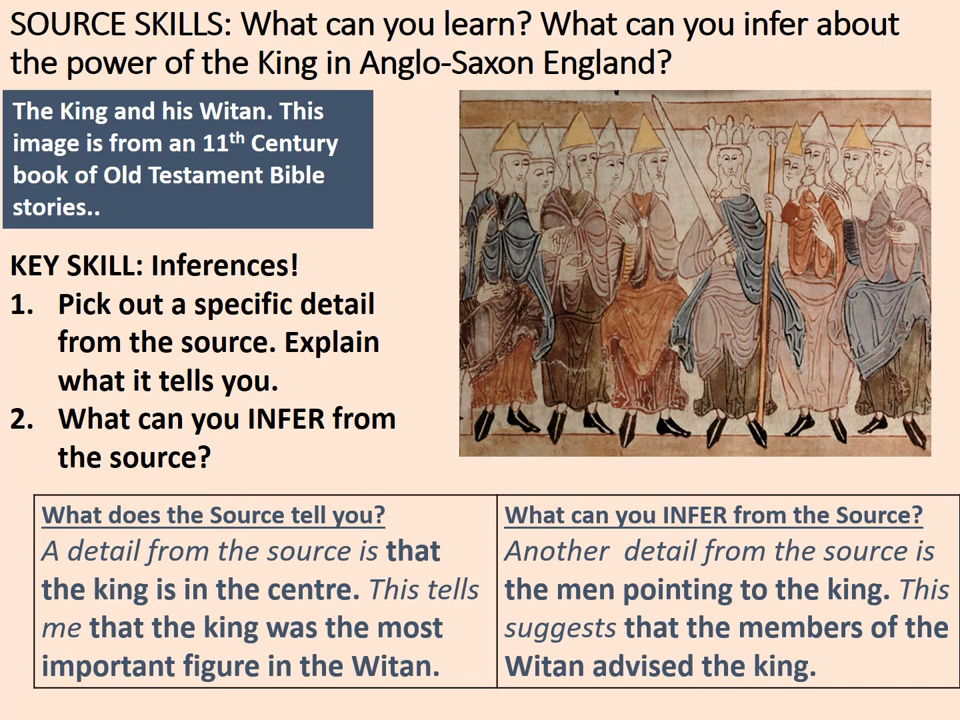 SOURCE SKILLS: What can you learn? What can you infer about
the power of the King in Anglo-Saxon England?
The King and his Witan. This
image is from an 11th Century
book of Old Testament Bible
stories..
KEY SKILL: Inferences!
1. Pick out a specific detail
from the source. Explain
what it tells you.
2. What can you INFER from
the source?
What does the Source tell you?
A detail from the source is that
the king is in the centre. This tells
me that the king was the most
important figure in the Witan.
What can you INFER from the Source?
Another detail from the source is
the men pointing to the king. This
suggests that the members of the
Witan advised the king.